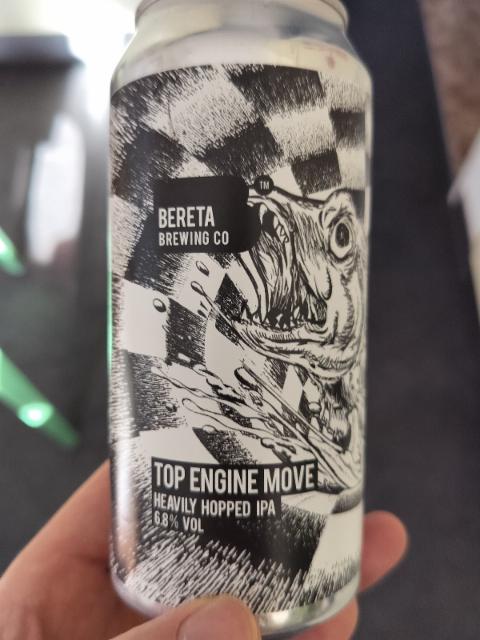 TM
BERETA
BREWING CO
TOP ENGINE MOVE
HEAVILY HOPPED IPA
6.8% VOL